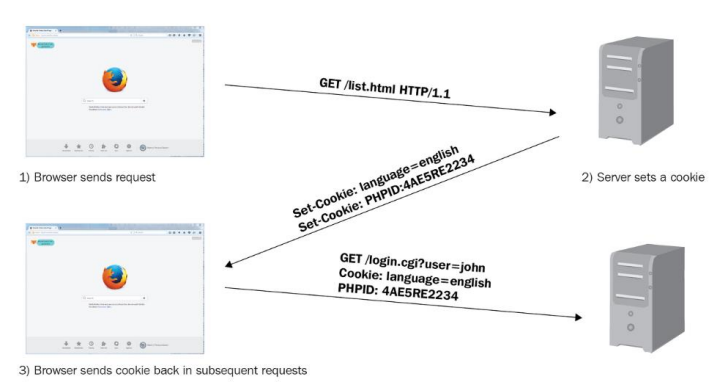 GET /list.html HTTP/1.1
1) Browser sends request
2) Server sets a cookie
Set-Cookie: language=english
Set-Cookie: PHPID:4AE5RE2234
GET /login.cgi?user=john
Cookie: language=english
PHPID: 4AE5RE2234
3) Browser sends cookie back in subsequent requests